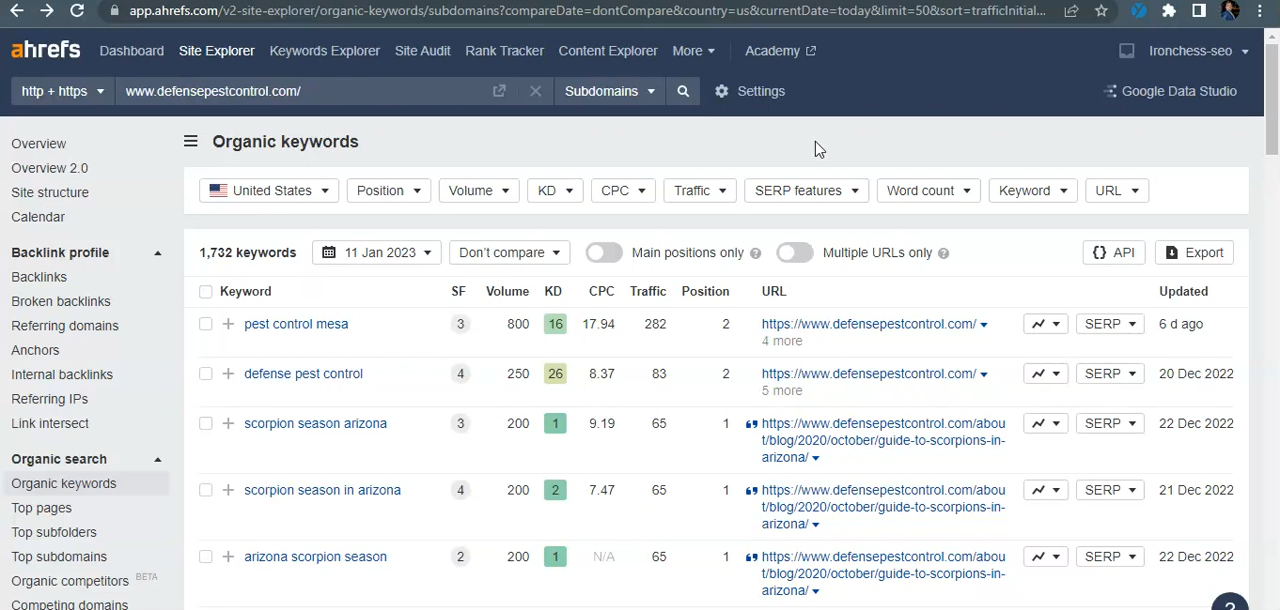 app.ahrefs.com/v2-site-explorer/organic-keywords/subdomains?compareDate=dontCompare&country=us&currentDate=today&limit=50&sort=trafficInitial...
ahrefs Dashboard Site Explorer Keywords Explorer Site Audit Rank Tracker Content Explorer More Academy Ironchess-seo
http + https www.defensepestcontrol.com/ Subdomains Settings Google Data Studio
Overview
Overview 2.0
Site structure
Calendar
Backlink profile
Backlinks
Broken backlinks
Referring domains
Anchors
Internal backlinks
Referring IPs
Link intersect
Organic search
Organic keywords
Top pages
Top subfolders
Top subdomains
Organic competitors BETA
Competing domains
Organic keywords
United States Position Volume KD CPC Traffic SERP features Word count Keyword URL
1,732 keywords 11 Jan 2023 Don't compare Main positions only ? Multiple URLs only ? {} API Export
Keyword SF Volume KD CPC Traffic Position URL Updated
pest control mesa 3 800 16 17.94 282 2 https://www.defensepestcontrol.com/ SERP 6 d ago
4 more
defense pest control 4 250 26 8.37 83 2 https://www.defensepestcontrol.com/ SERP 20 Dec 2022
5 more
scorpion season arizona 3 200 1 9.19 65 1 https://www.defensepestcontrol.com/abou SERP 22 Dec 2022
t/blog/2020/october/guide-to-scorpions-in-
arizona/
scorpion season in arizona 4 200 2 7.47 65 1 https://www.defensepestcontrol.com/abou SERP 21 Dec 2022
t/blog/2020/october/guide-to-scorpions-in-
arizona/
arizona scorpion season 2 200 1 N/A 65 1 https://www.defensepestcontrol.com/abou SERP 22 Dec 2022
t/blog/2020/october/guide-to-scorpions-in-
arizona/
?